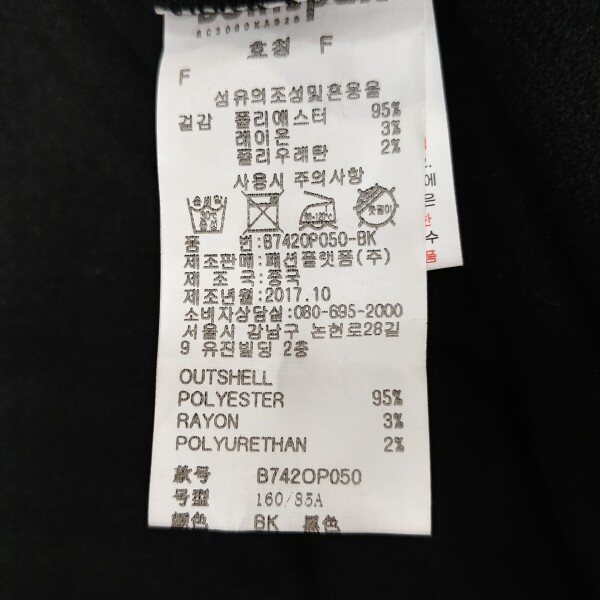 호칭 F
F
섬유의조성및혼용율
겉감 폴리에스터 95%
레이온 3%
폴리우레탄 2%
사용시 주의사항
품 번:B742OP050-BK
제조판매:패션플랫폼(주)
제 조 국:중국
제조년월:2017.10
소비자상담실:080-695-2000
서울시 강남구 논현로28길
9 유진빌딩 2층
OUTSHELL
POLYESTER 95%
RAYON 3%
POLYURETHAN 2%
款号 B742OP050
号型 160/85A
颜色 BK 黑色
에
은
한
수
품